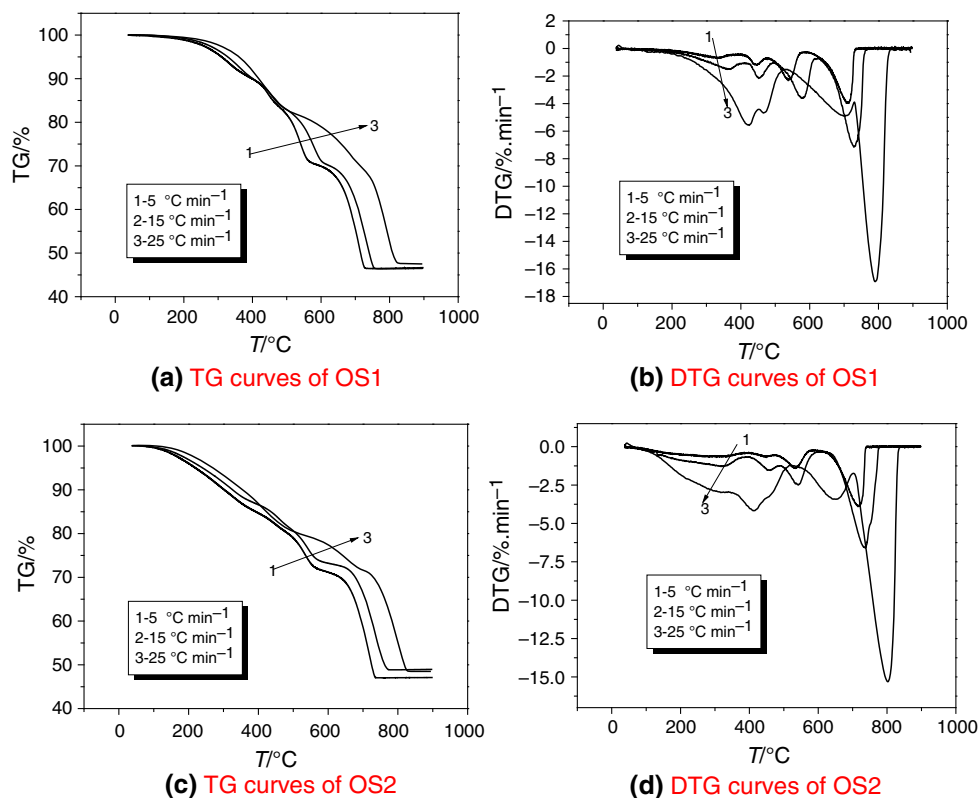 100
90
80
70
60
50
40
TG/%
1
3
1-5 °C min⁻¹
2-15 °C min⁻¹
3-25 °C min⁻¹
0 200 400 600 800 1000
T/°C
(a) TG curves of OS1
2
0
−2
−4
−6
−8
−10
−12
−14
−16
−18
DTG/%.min⁻¹
1
3
1-5 °C min⁻¹
2-15 °C min⁻¹
3-25 °C min⁻¹
0 200 400 600 800 1000
T/°C
(b) DTG curves of OS1
100
90
80
70
60
50
40
TG/%
3
1
1-5 °C min⁻¹
2-15 °C min⁻¹
3-25 °C min⁻¹
0 200 400 600 800 1000
T/°C
(c) TG curves of OS2
0.0
−2.5
−5.0
−7.5
−10.0
−12.5
−15.0
DTG/%.min⁻¹
1
3
1-5 °C min⁻¹
2-15 °C min⁻¹
3-25 °C min⁻¹
0 200 400 600 800 1000
T/°C
(d) DTG curves of OS2